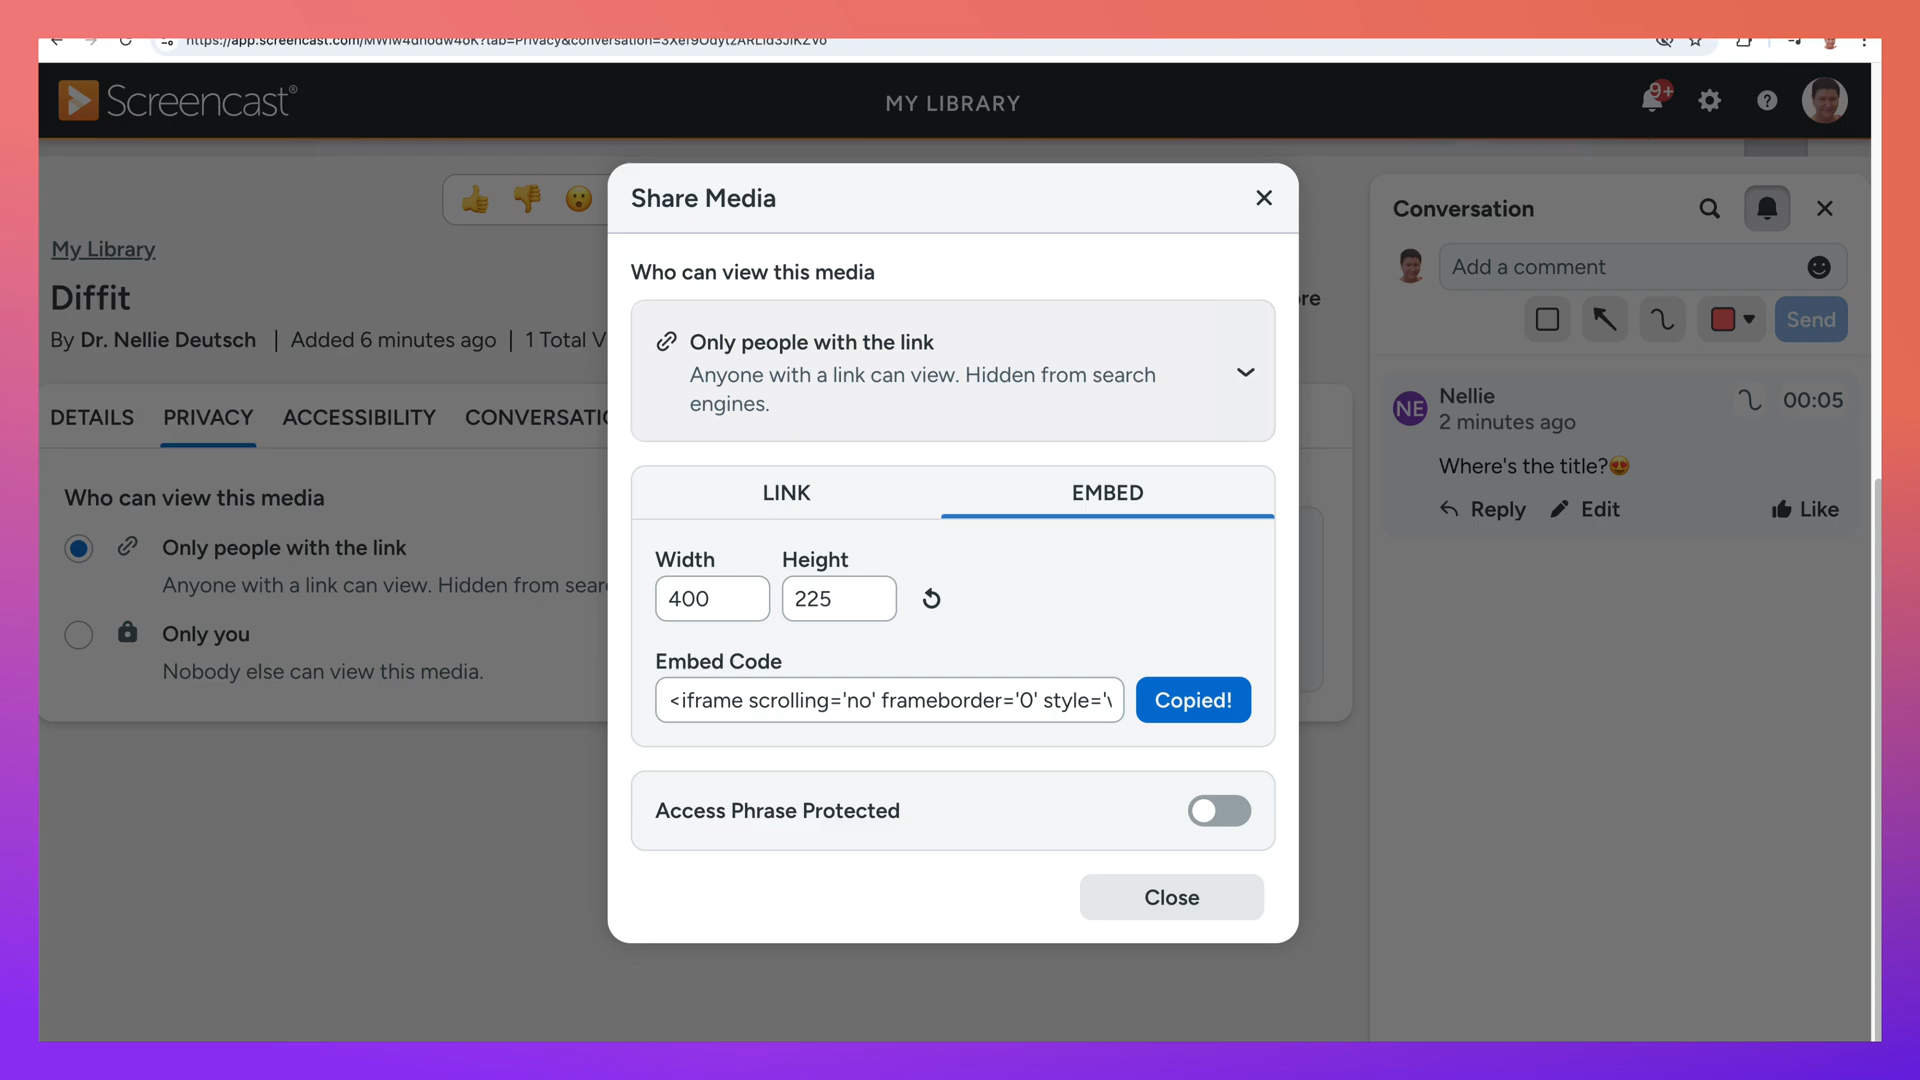 Screencast®
MY LIBRARY
9+
Share Media
Who can view this media
Only people with the link
Anyone with a link can view. Hidden from search
engines.
LINK
EMBED
Width
Height
400
225
Embed Code
<iframe scrolling='no' frameborder='0' style='
Copied!
Access Phrase Protected
Close
My Library
Diffit
By Dr. Nellie Deutsch | Added 6 minutes ago | 1 Total V
DETAILS
PRIVACY
ACCESSIBILITY
CONVERSATIO
Who can view this media
Only people with the link
Anyone with a link can view. Hidden from sear
Only you
Nobody else can view this media.
Conversation
Add a comment
Send
NE
Nellie
00:05
2 minutes ago
Where's the title?😍
Reply
Edit
Like